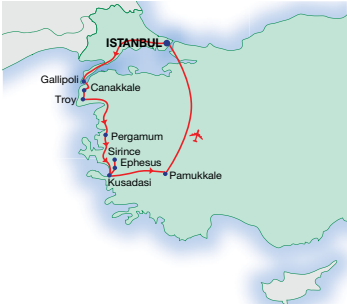 ISTANBUL
Gallipoli
Canakkale
Troy
Pergamum
Sirince
Ephesus
Kusadasi
Pamukkale